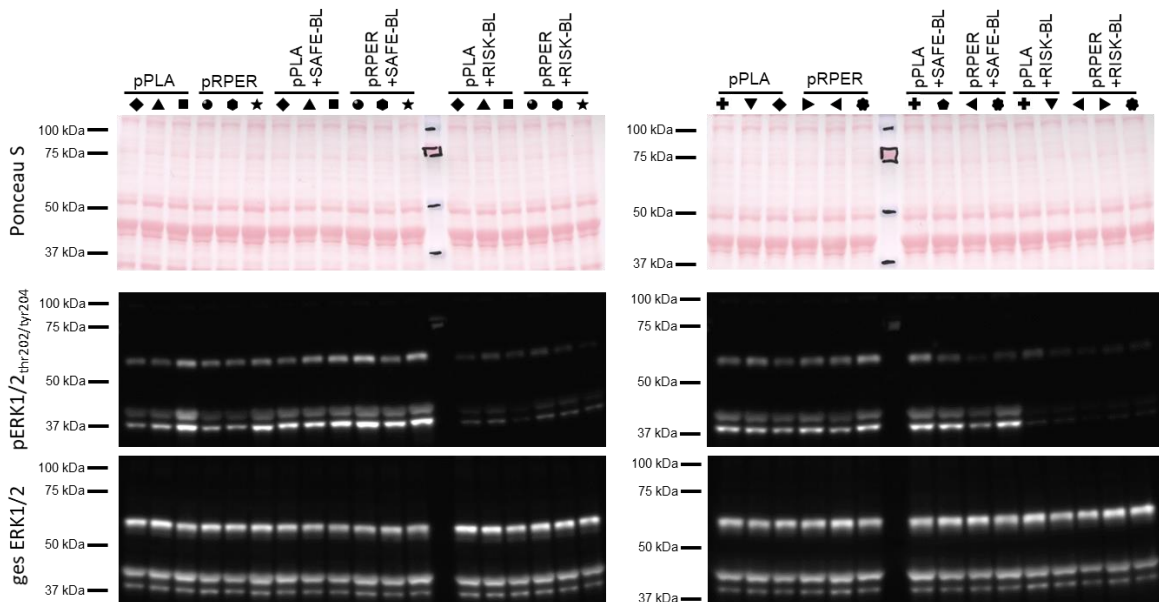 pPLA
pRPER
pPLA
+SAFE-BL
pRPER
+SAFE-BL
pPLA
+RISK-BL
pRPER
+RISK-BL
pPLA
pRPER
pPLA
+SAFE-BL
pRPER
+SAFE-BL
pPLA
+RISK-BL
pRPER
+RISK-BL
Ponceau S
100 kDa
75 kDa
50 kDa
37 kDa
100 kDa
75 kDa
50 kDa
37 kDa
pERK1/2thr202/tyr204
100 kDa
75 kDa
50 kDa
37 kDa
100 kDa
75 kDa
50 kDa
37 kDa
ges ERK1/2
100 kDa
75 kDa
50 kDa
37 kDa
100 kDa
75 kDa
50 kDa
37 kDa